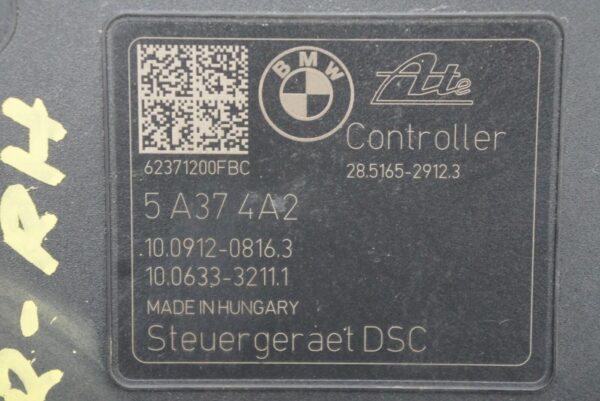 BMW
Ate
Controller
62371200FBC
28.5165-2912.3
5 A37 4A2
10.0912-0816.3
10.0633-3211.1
MADE IN HUNGARY
Steuergeraet DSC
R-RH